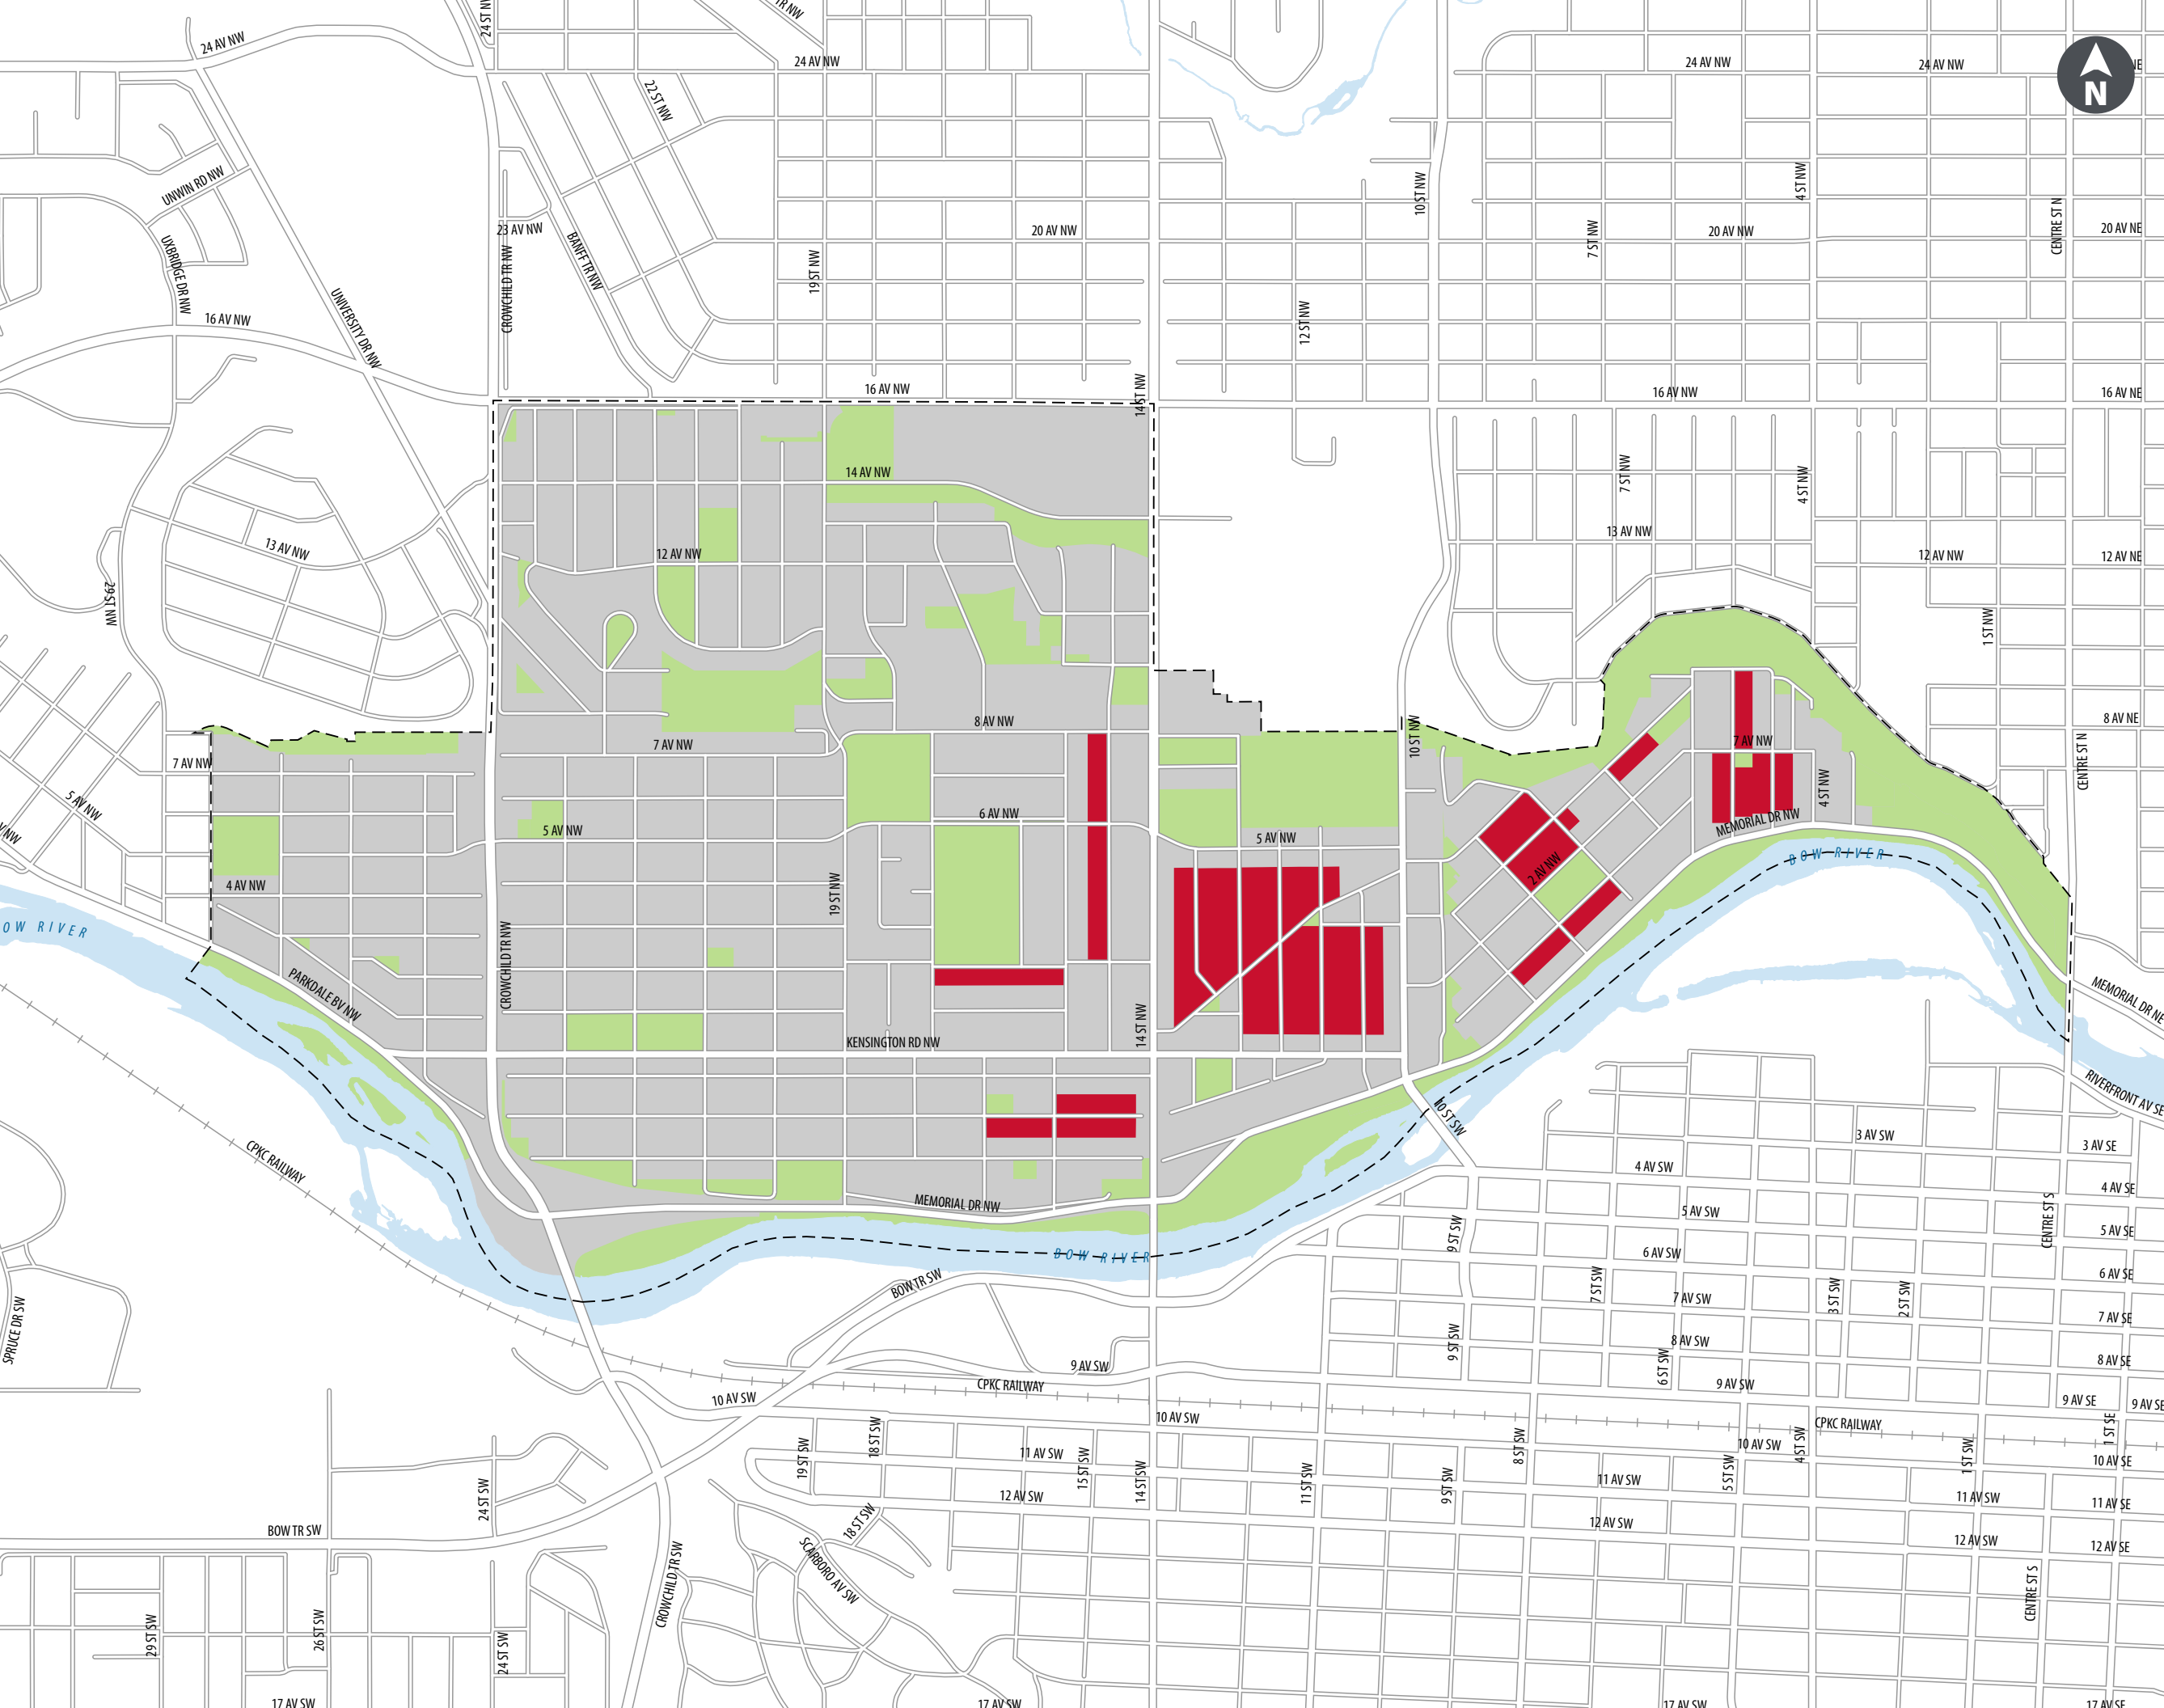 24 ST NW
TR NW
24 AV NW
24 AV NW
24 AV NW
24 AV NW
NE
N
22 ST NW
UNWIN RD NW
10 ST NW
4 ST NW
23 AV NW
20 AV NW
7 ST NW
20 AV NW
CENTRE ST N
20 AV NE
UXBRIDGE DR NW
CROWCHILD TR NW
BANFF TR NW
19 ST NW
12 ST NW
16 AV NW
UNIVERSITY DR NW
16 AV NW
14 ST NW
16 AV NW
16 AV NE
14 AV NW
7 ST NW
4 ST NW
13 AV NW
13 AV NW
12 AV NW
12 AV NW
12 AV NE
29 ST NW
1 ST NW
8 AV NW
8 AV NE
7 AV NW
7 AV NW
10 ST NW
7 AV NW
CENTRE ST N
5 AV NW
V NW
6 AV NW
5 AV NW
5 AV NW
4 ST NW
MEMORIAL DR NW
BOW RIVER
4 AV NW
19 ST NW
2 AV NW
OW RIVER
CROWCHILD TR NW
PARKDALE BV NW
14 ST NW
KENSINGTON RD NW
MEMORIAL DR NE
RIVERFRONT AV SE
10 ST SW
CPKC RAILWAY
3 AV SW
3 AV SE
4 AV SW
4 AV SE
MEMORIAL DR NW
5 AV SW
CENTRE ST S
5 AV SE
9 ST SW
BOW RIVER
6 AV SW
6 AV SE
BOW TR SW
7 ST SW
7 AV SW
3 ST SW
2 ST SW
7 AV SE
SPRUCE DR SW
9 ST SW
8 AV SW
8 AV SE
9 AV SW
6 ST SW
CPKC RAILWAY
9 AV SW
10 AV SW
9 AV SE
9 AV SE
10 AV SW
CPKC RAILWAY
1 ST SE
19 ST SW
18 ST SW
11 AV SW
15 ST SW
14 ST SW
11 ST SW
9 ST SW
8 ST SW
10 AV SW
4 ST SW
5 ST SW
1 ST SW
10 AV SE
11 AV SW
24 ST SW
12 AV SW
11 AV SW
11 AV SE
BOW TR SW
18 ST SW
12 AV SW
12 AV SW
12 AV SE
SCARBORO AV SW
CROWCHILD TR SW
CENTRE ST S
29 ST SW
26 ST SW
24 ST SW
17 AV SW
17 AV SW
17 AV SW
17 AV SE